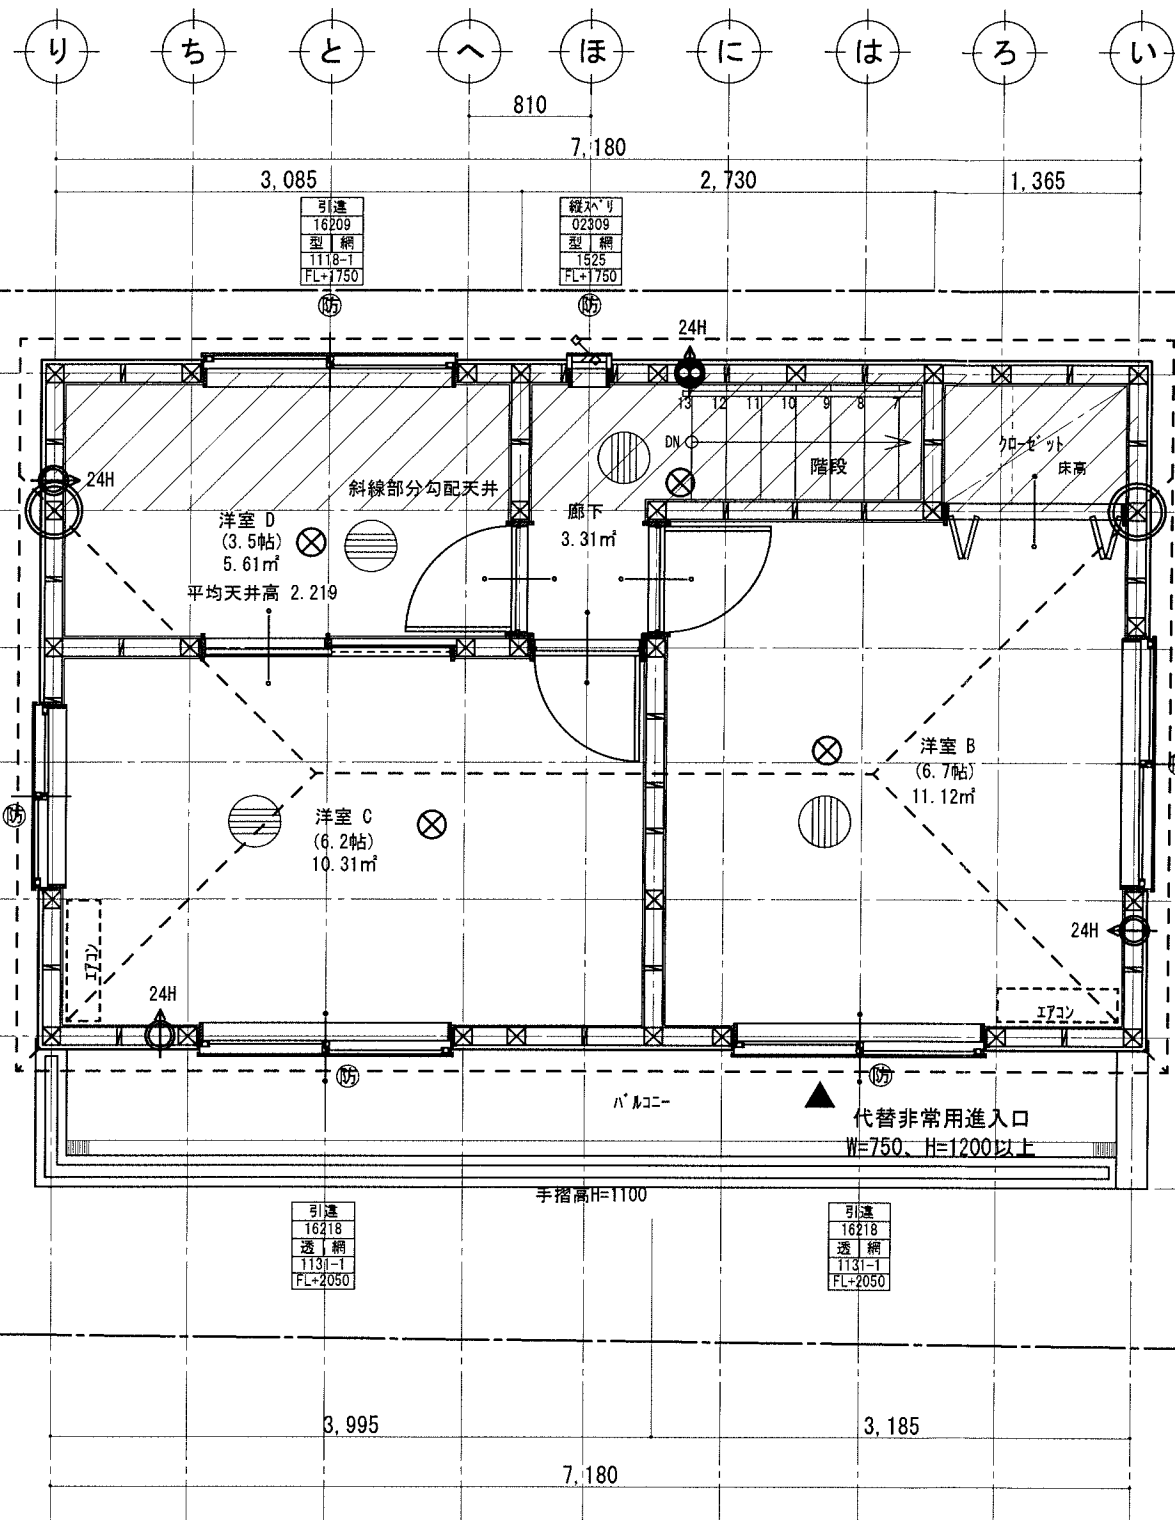 り ち と へ ほ に は ろ い
810
7,180
3,085 2,730 1,365
引違
16209
型 網
1118-1
FL+1750
縦スベリ
02309
型 網
1525
FL+1750
防 防
24H
13 12 11 10 9 8 7
DN
階段
クローゼット
床高
24H
斜線部分勾配天井
洋室 D
(3.5帖)
5.61㎡
平均天井高 2.219
廊下
3.31㎡
洋室 B
(6.7帖)
11.12㎡
防
洋室 C
(6.2帖)
10.31㎡
エアコン
24H
24H
エアコン
防 防
バルコニー
代替非常用進入口
W=750、H=1200以上
手摺高H=1100
引違
16218
透 網
1131-1
FL+2050
引違
16218
透 網
1131-1
FL+2050
3,995 3,185
7,180